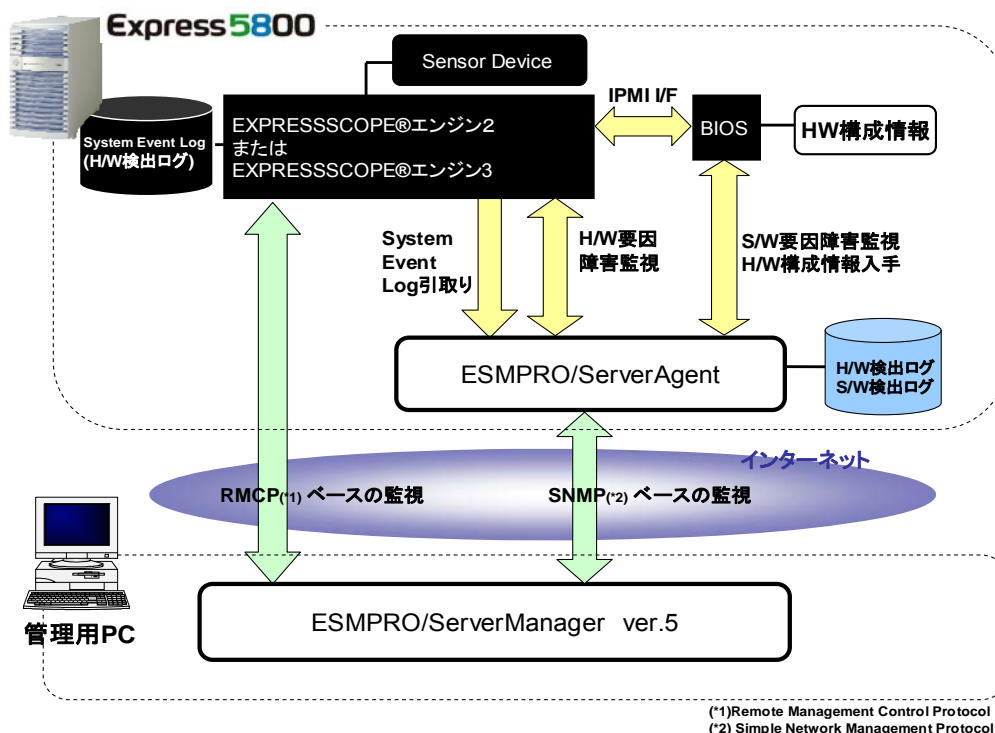 Express5800
Sensor Device
IPMI I/F
System Event Log
(H/W検出ログ)
EXPRESSSCOPE®エンジン2
または
EXPRESSSCOPE®エンジン3
BIOS
HW構成情報
System
Event
Log引取り
H/W要因
障害監視
S/W要因障害監視
H/W構成情報入手
ESMPRO/ServerAgent
H/W検出ログ
S/W検出ログ
インターネット
RMCP(*1) ベースの監視
SNMP(*2) ベースの監視
管理用PC
ESMPRO/ServerManager ver.5
(*1)Remote Management Control Protocol
(*2) Simple Network Management Protocol